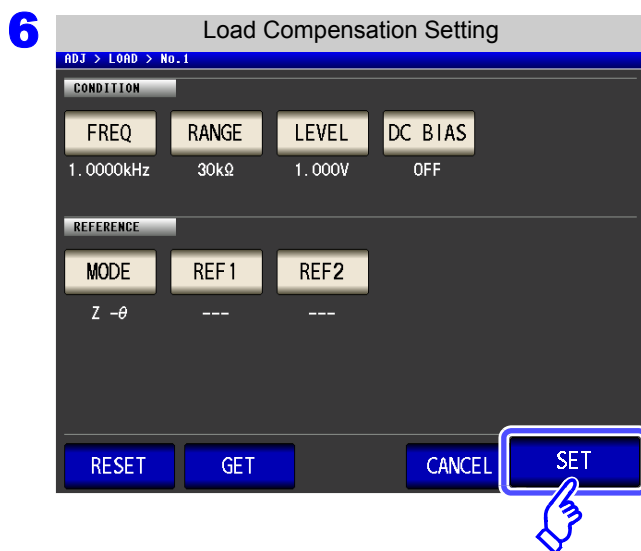 6
Load Compensation Setting
ADJ > LOAD > No.1
CONDITION
FREQ RANGE LEVEL DC BIAS
1.0000kHz 30kΩ 1.000V OFF
REFERENCE
MODE REF1 REF2
Z -θ --- ---
RESET GET CANCEL SET